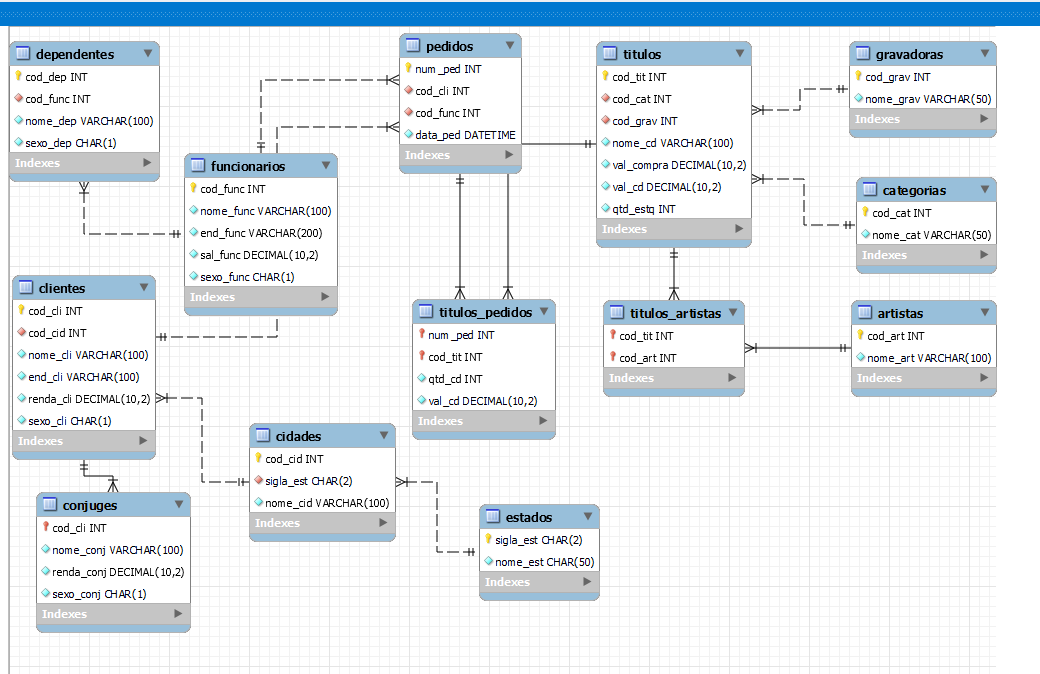 dependentes
cod_dep INT
cod_func INT
nome_dep VARCHAR(100)
sexo_dep CHAR(1)
Indexes
funcionarios
cod_func INT
nome_func VARCHAR(100)
end_func VARCHAR(200)
sal_func DECIMAL(10,2)
sexo_func CHAR(1)
Indexes
pedidos
num_ped INT
cod_cli INT
cod_func INT
data_ped DATETIME
Indexes
titulos
cod_tit INT
cod_cat INT
cod_grav INT
nome_cd VARCHAR(100)
val_compra DECIMAL(10,2)
val_cd DECIMAL(10,2)
qtd_estq INT
Indexes
gravadoras
cod_grav INT
nome_grav VARCHAR(50)
Indexes
categorias
cod_cat INT
nome_cat VARCHAR(50)
Indexes
clientes
cod_cli INT
cod_cid INT
nome_cli VARCHAR(100)
end_cli VARCHAR(100)
renda_cli DECIMAL(10,2)
sexo_cli CHAR(1)
Indexes
titulos_pedidos
num_ped INT
cod_tit INT
qtd_cd INT
val_cd DECIMAL(10,2)
Indexes
titulos_artistas
cod_tit INT
cod_art INT
Indexes
artistas
cod_art INT
nome_art VARCHAR(100)
Indexes
cidades
cod_cid INT
sigla_est CHAR(2)
nome_cid VARCHAR(100)
Indexes
conjuges
cod_cli INT
nome_conj VARCHAR(100)
renda_conj DECIMAL(10,2)
sexo_conj CHAR(1)
Indexes
estados
sigla_est CHAR(2)
nome_est CHAR(50)
Indexes